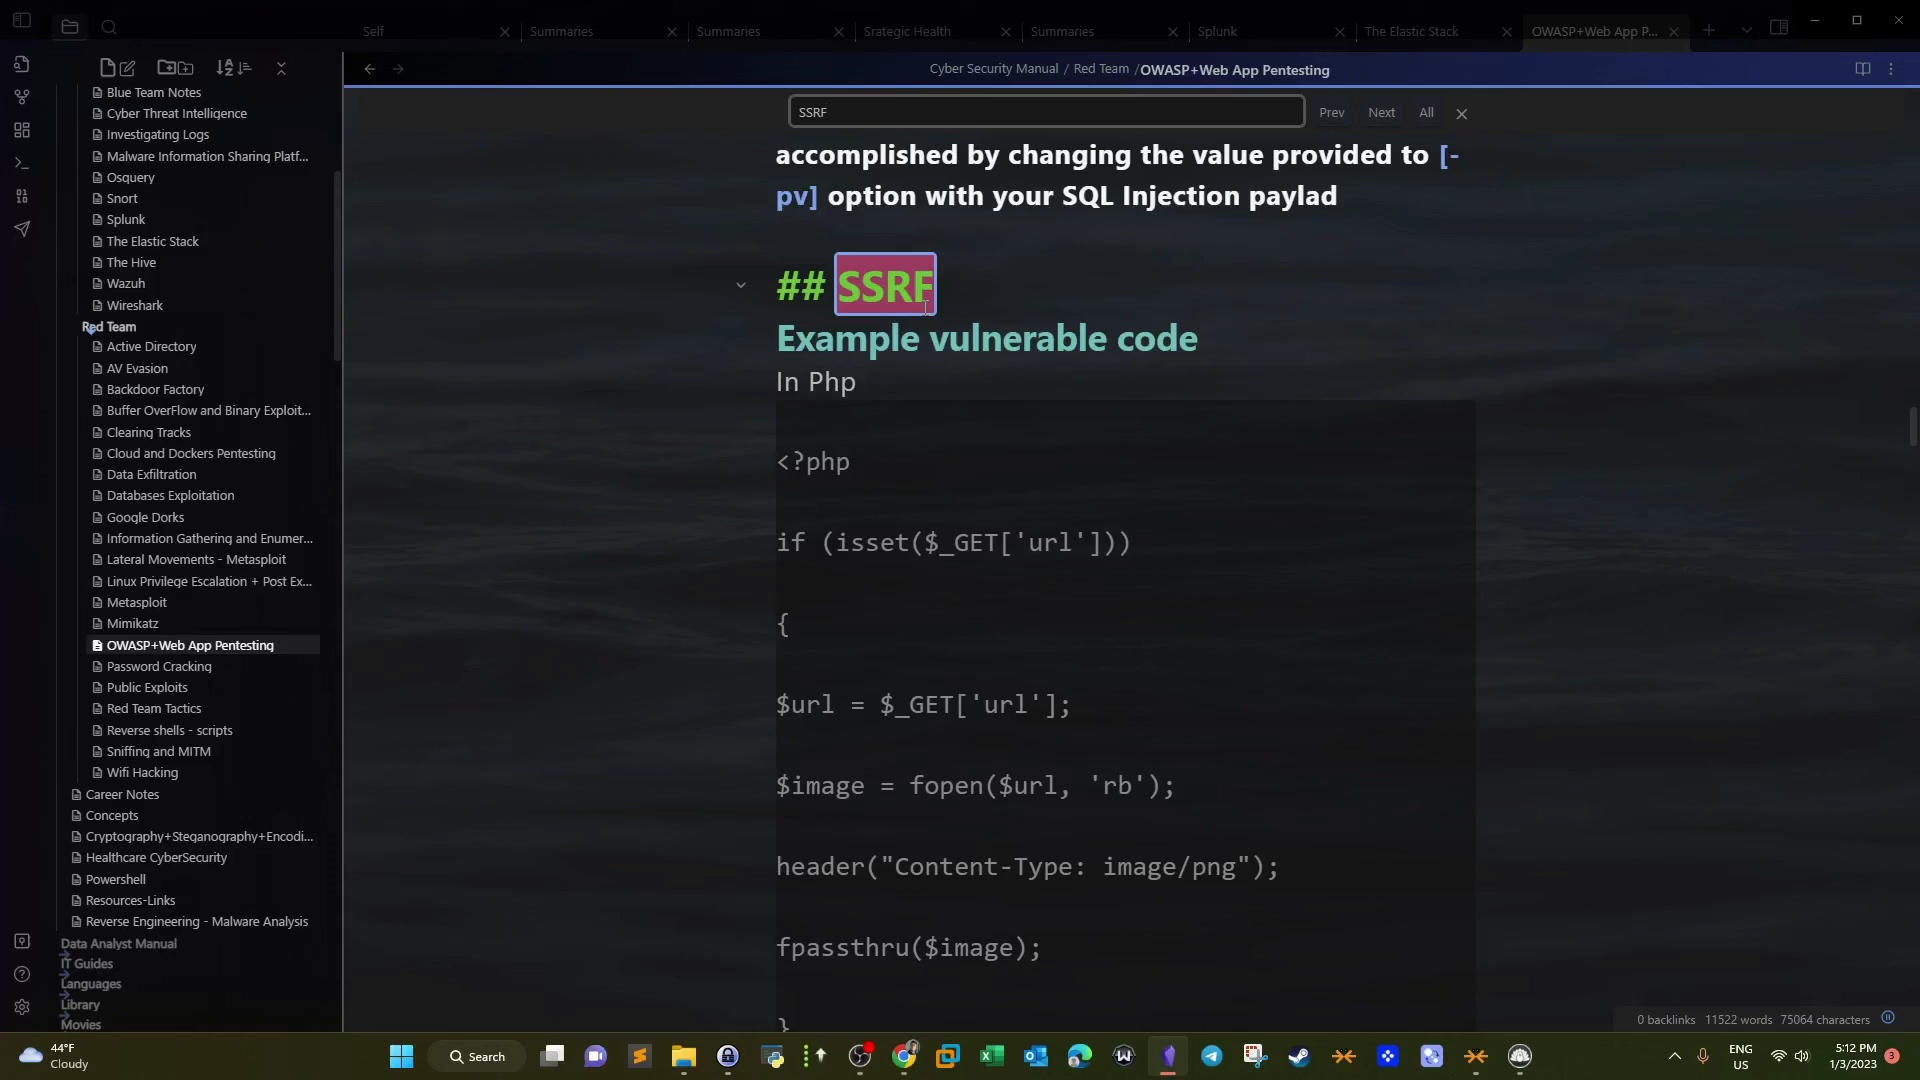 Self
Summaries
Summaries
Srategic Health
Summaries
Splunk
The Elastic Stack
OWASP+Web App P...
Cyber Security Manual / Red Team /OWASP+Web App Pentesting
SSRF
Prev
Next
All
Blue Team Notes
Cyber Threat Intelligence
Investigating Logs
Malware Information Sharing Platf...
Osquery
Snort
Splunk
The Elastic Stack
The Hive
Wazuh
Wireshark
Red Team
Active Directory
AV Evasion
Backdoor Factory
Buffer OverFlow and Binary Exploit...
Clearing Tracks
Cloud and Dockers Pentesting
Data Exfiltration
Databases Exploitation
Google Dorks
Information Gathering and Enumer...
Lateral Movements - Metasploit
Linux Privilege Escalation + Post Ex...
Metasploit
Mimikatz
OWASP+Web App Pentesting
Password Cracking
Public Exploits
Red Team Tactics
Reverse shells - scripts
Sniffing and MITM
Wifi Hacking
Career Notes
Concepts
Cryptography+Steganography+Encodi...
Healthcare CyberSecurity
Powershell
Resources-Links
Reverse Engineering - Malware Analysis
Data Analyst Manual
IT Guides
Languages
Library
Movies
accomplished by changing the value provided to [-
pv] option with your SQL Injection paylad
## SSRF
Example vulnerable code
In Php
<?php
if (isset($_GET['url']))
{
$url = $_GET['url'];
$image = fopen($url, 'rb');
header("Content-Type: image/png");
fpassthru($image);
}
0 backlinks 11522 words 75064 characters
44°F
Cloudy
Search
ENG
US
5:12 PM
1/3/2023
3